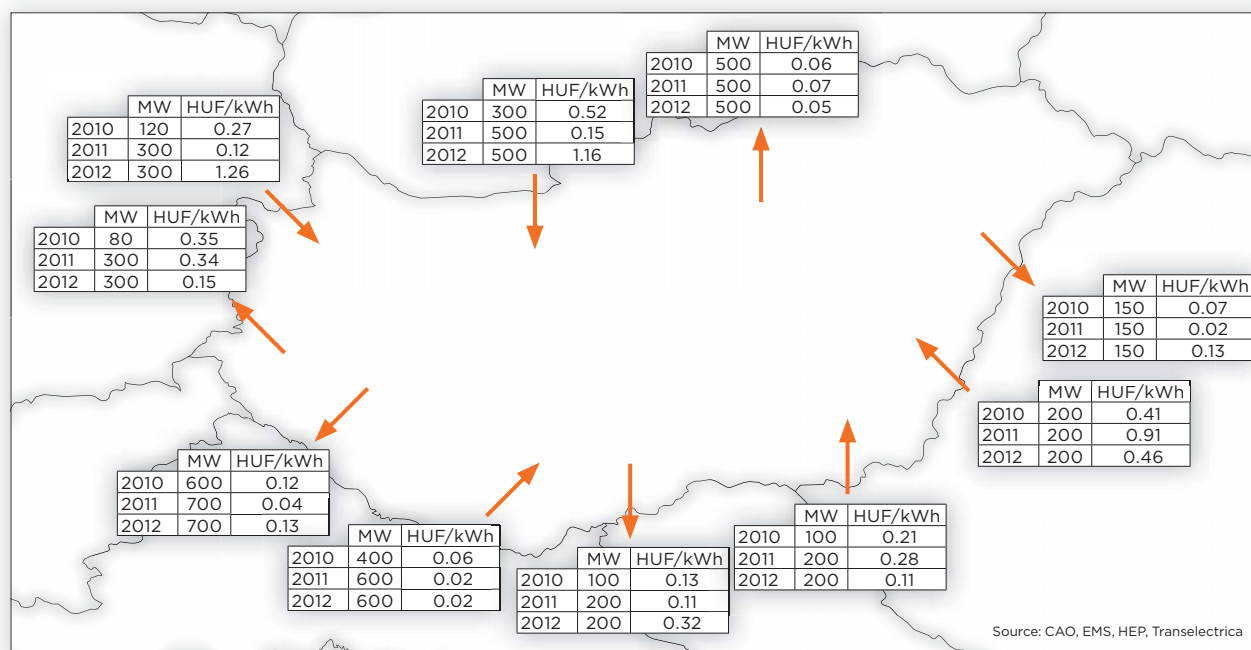 MW HUF/kWh
2010 500 0.06
2011 500 0.07
2012 500 0.05
MW HUF/kWh
2010 300 0.52
2011 500 0.15
2012 500 1.16
MW HUF/kWh
2010 120 0.27
2011 300 0.12
2012 300 1.26
MW HUF/kWh
2010 80 0.35
2011 300 0.34
2012 300 0.15
MW HUF/kWh
2010 150 0.07
2011 150 0.02
2012 150 0.13
MW HUF/kWh
2010 200 0.41
2011 200 0.91
2012 200 0.46
MW HUF/kWh
2010 600 0.12
2011 700 0.04
2012 700 0.13
MW HUF/kWh
2010 400 0.06
2011 600 0.02
2012 600 0.02
MW HUF/kWh
2010 100 0.13
2011 200 0.11
2012 200 0.32
MW HUF/kWh
2010 100 0.21
2011 200 0.28
2012 200 0.11
Source: CAO, EMS, HEP, Transelectrica